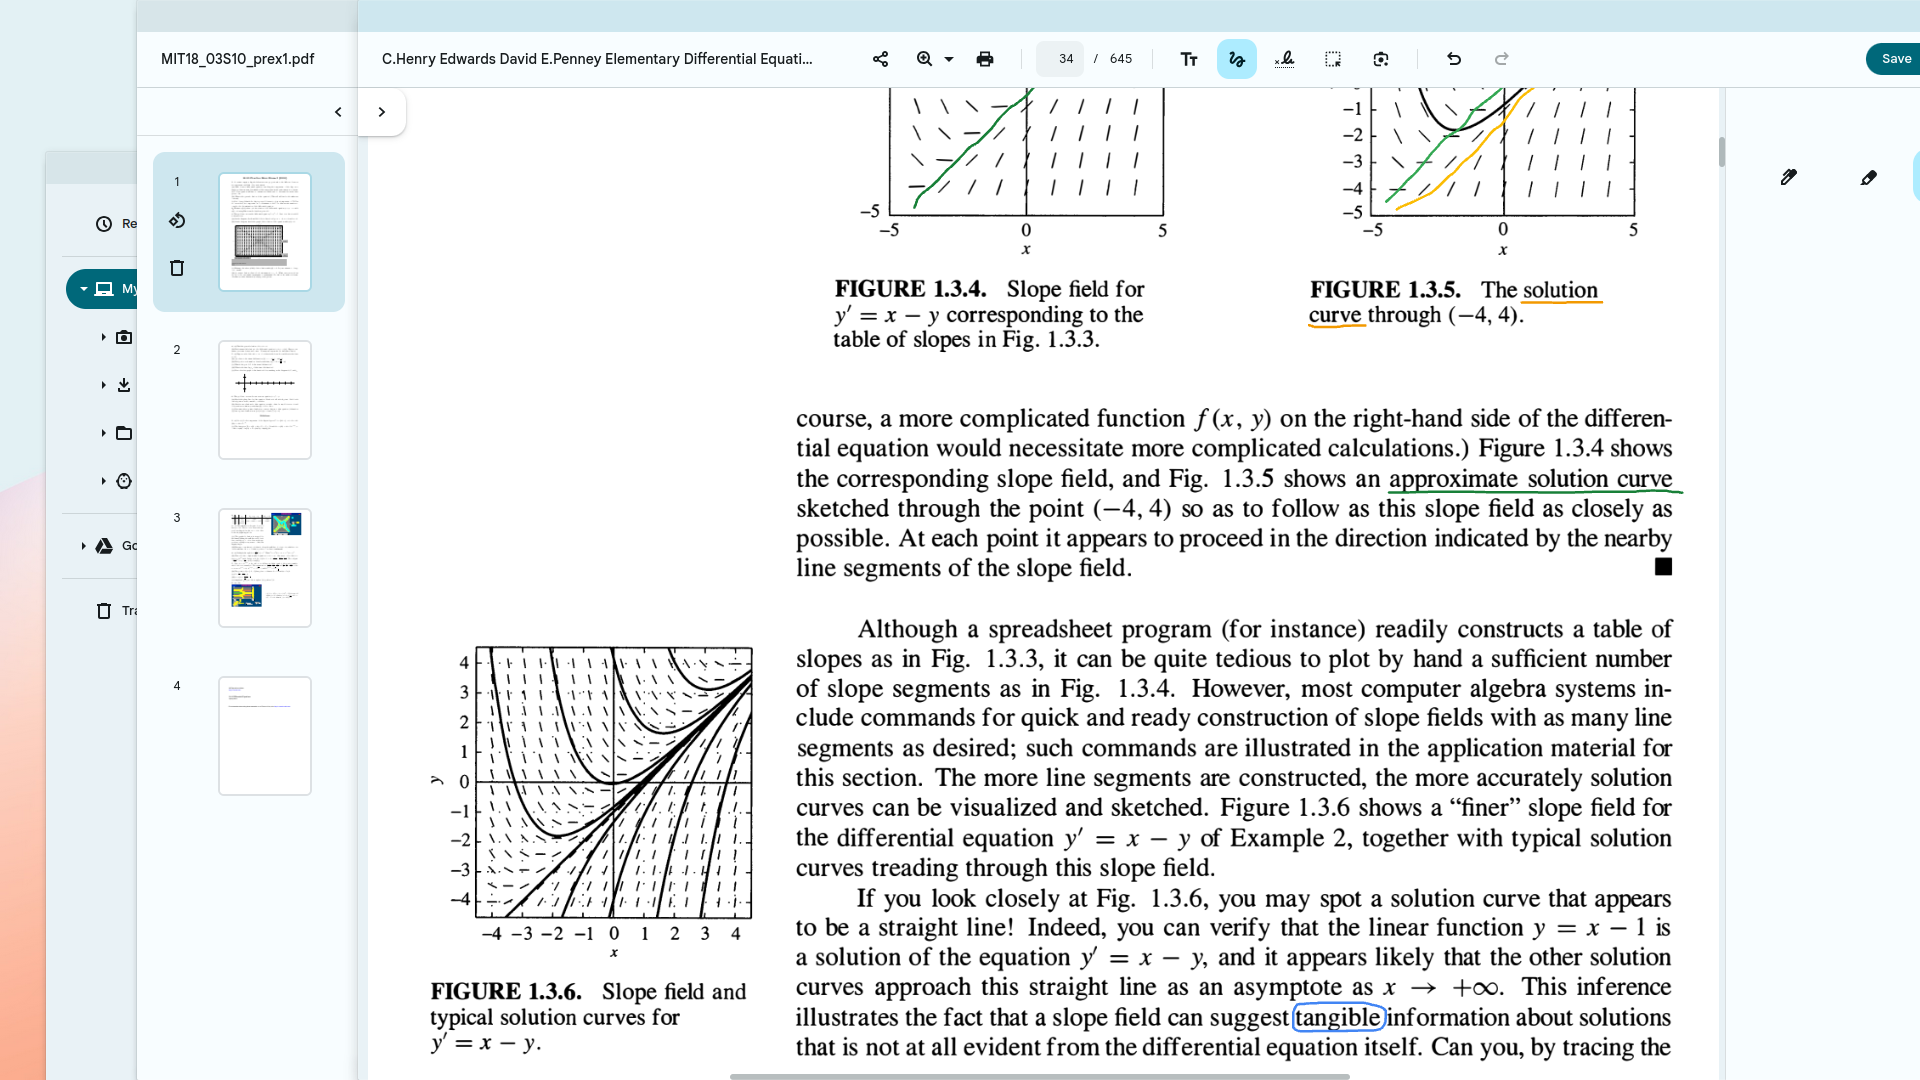 MIT18_03S10_prex1.pdf
C.Henry Edwards David E.Penney Elementary Differential Equati...
34 / 645
Save
Re
My
Go
Tra
1
2
3
4
−5
−5 0 5
x
−1
−2
−3
−4
−5
−5 0 5
x
FIGURE 1.3.4. Slope field for
y′ = x − y corresponding to the
table of slopes in Fig. 1.3.3.
FIGURE 1.3.5. The solution
curve through (−4, 4).
course, a more complicated function f(x, y) on the right-hand side of the differen-
tial equation would necessitate more complicated calculations.) Figure 1.3.4 shows
the corresponding slope field, and Fig. 1.3.5 shows an approximate solution curve
sketched through the point (−4, 4) so as to follow as this slope field as closely as
possible. At each point it appears to proceed in the direction indicated by the nearby
line segments of the slope field.
Although a spreadsheet program (for instance) readily constructs a table of
slopes as in Fig. 1.3.3, it can be quite tedious to plot by hand a sufficient number
of slope segments as in Fig. 1.3.4. However, most computer algebra systems in-
clude commands for quick and ready construction of slope fields with as many line
segments as desired; such commands are illustrated in the application material for
this section. The more line segments are constructed, the more accurately solution
curves can be visualized and sketched. Figure 1.3.6 shows a “finer” slope field for
the differential equation y′ = x − y of Example 2, together with typical solution
curves treading through this slope field.
If you look closely at Fig. 1.3.6, you may spot a solution curve that appears
to be a straight line! Indeed, you can verify that the linear function y = x − 1 is
a solution of the equation y′ = x − y, and it appears likely that the other solution
curves approach this straight line as an asymptote as x → +∞. This inference
illustrates the fact that a slope field can suggest tangible information about solutions
that is not at all evident from the differential equation itself. Can you, by tracing the
4
3
2
1
0
−1
−2
−3
−4
y
−4 −3 −2 −1 0 1 2 3 4
x
FIGURE 1.3.6. Slope field and
typical solution curves for
y′ = x − y.